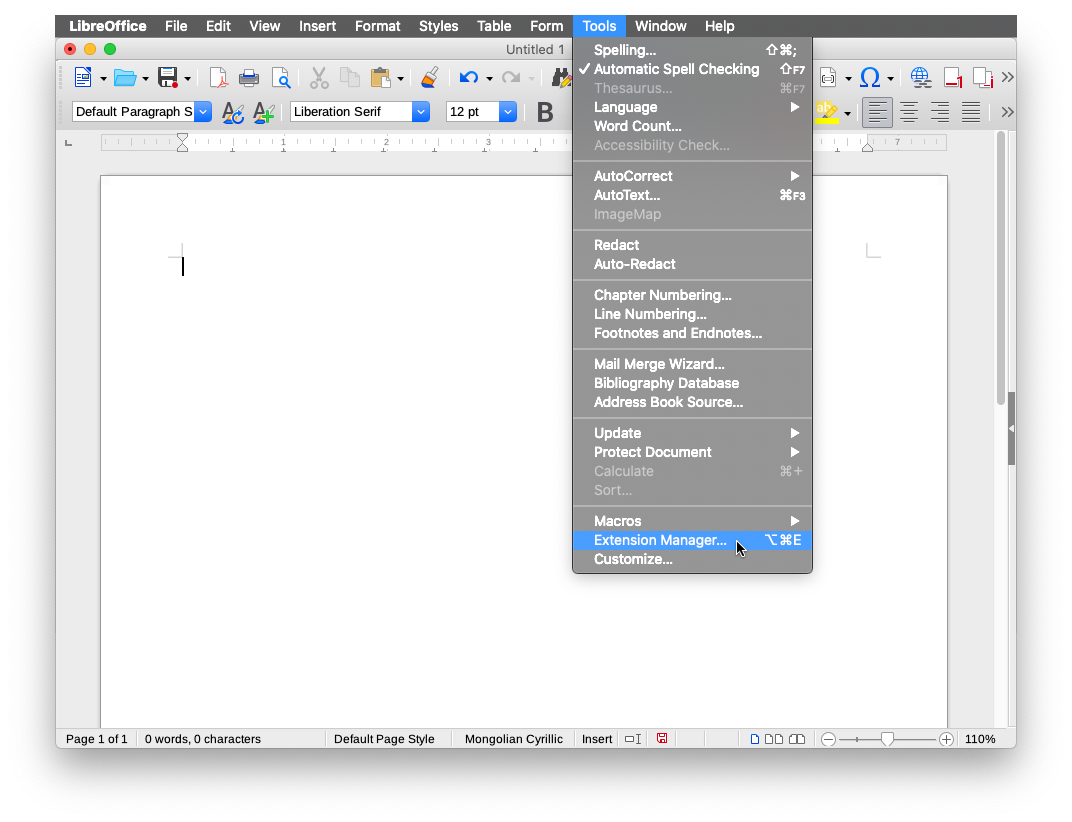 LibreOffice File Edit View Insert Format Styles Table Form Tools Window Help
Untitled 1
Default Paragraph S Liberation Serif 12 pt B
1 2 3 7
Spelling... ⇧⌘;
✓ Automatic Spell Checking ⇧F7
Thesaurus... ⌘F7
Language ▶
Word Count...
Accessibility Check...
AutoCorrect ▶
AutoText... ⌘F3
ImageMap
Redact
Auto-Redact
Chapter Numbering...
Line Numbering...
Footnotes and Endnotes...
Mail Merge Wizard...
Bibliography Database
Address Book Source...
Update ▶
Protect Document ▶
Calculate ⌘+
Sort...
Macros ▶
Extension Manager... ⌥⌘E
Customize...
Page 1 of 1 0 words, 0 characters Default Page Style Mongolian Cyrillic Insert 110%